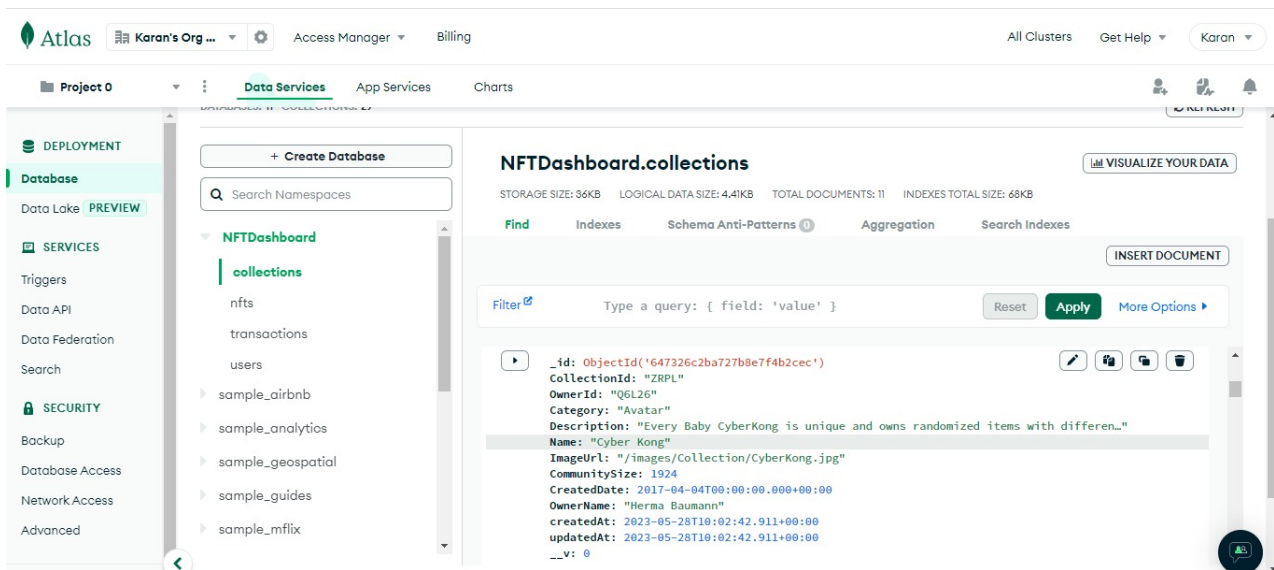 Atlas
Karan's Org ...
Access Manager
Billing
All Clusters
Get Help
Karan
Project 0
Data Services
App Services
Charts
REFRESH
DEPLOYMENT
Database
Data Lake PREVIEW
SERVICES
Triggers
Data API
Data Federation
Search
SECURITY
Backup
Database Access
Network Access
Advanced
+ Create Database
Search Namespaces
NFTDashboard
collections
nfts
transactions
users
sample_airbnb
sample_analytics
sample_geospatial
sample_guides
sample_mflix
NFTDashboard.collections
VISUALIZE YOUR DATA
STORAGE SIZE: 36KB LOGICAL DATA SIZE: 4.41KB TOTAL DOCUMENTS: 11 INDEXES TOTAL SIZE: 68KB
Find Indexes Schema Anti-Patterns 0 Aggregation Search Indexes
INSERT DOCUMENT
Filter Type a query: { field: 'value' } Reset Apply More Options
_id: ObjectId('647326c2ba727b8e7f4b2cec')
CollectionId: "ZRPL"
OwnerId: "Q6L26"
Category: "Avatar"
Description: "Every Baby CyberKong is unique and owns randomized items with differen…"
Name: "Cyber Kong"
ImageUrl: "/images/Collection/CyberKong.jpg"
CommunitySize: 1924
CreatedDate: 2017-04-04T00:00:00.000+00:00
OwnerName: "Herma Baumann"
createdAt: 2023-05-28T10:02:42.911+00:00
updatedAt: 2023-05-28T10:02:42.911+00:00
__v: 0